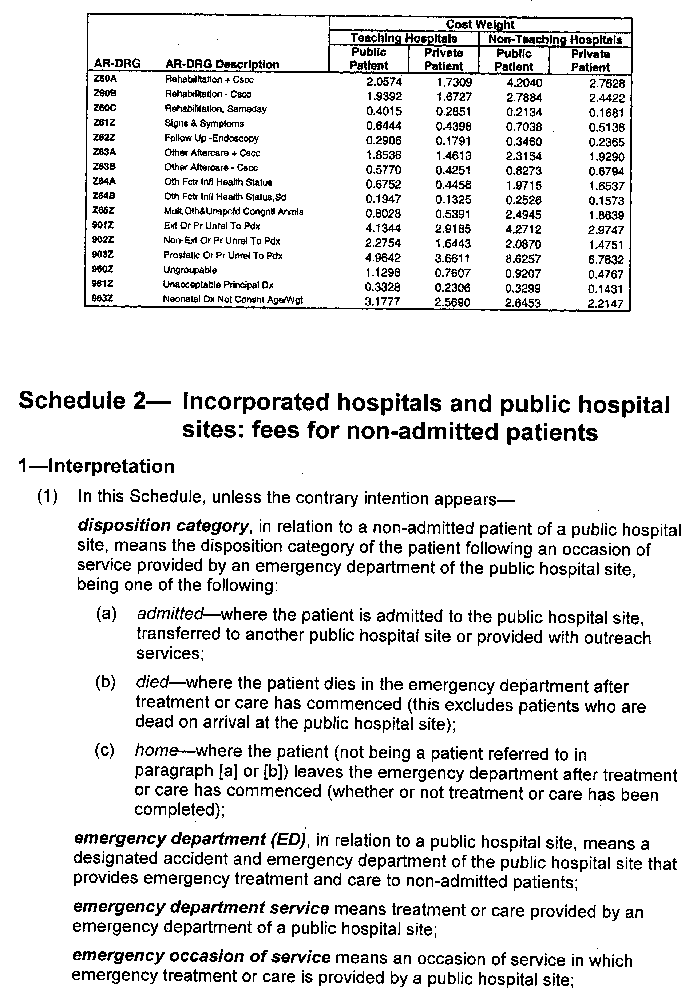 Cost Weight
Teaching Hospitals Non-Teaching Hospitals
Public Private Public Private
AR-DRG AR-DRG Description Patient Patient Patient Patient
Z60A Rehabilitation + Cscc 2.0574 1.7309 4.2040 2.7628
Z60B Rehabilitation - Cscc 1.9392 1.6727 2.7884 2.4422
Z60C Rehabilitation, Sameday 0.4015 0.2851 0.2134 0.1681
Z61Z Signs & Symptoms 0.6444 0.4398 0.7038 0.5138
Z62Z Follow Up -Endoscopy 0.2906 0.1791 0.3460 0.2365
Z63A Other Aftercare + Cscc 1.8536 1.4613 2.3154 1.9290
Z63B Other Aftercare - Cscc 0.5770 0.4251 0.8273 0.6794
Z64A Oth Fctr Infl Health Status 0.6752 0.4458 1.9715 1.6537
Z64B Oth Fctr Infl Health Status,Sd 0.1947 0.1325 0.2526 0.1573
Z65Z Mult,Oth&Unspcfd Congntl Anmls 0.8028 0.5391 2.4945 1.8639
901Z Ext Or Pr Unrel To Pdx 4.1344 2.9185 4.2712 2.9747
902Z Non-Ext Or Pr Unrel To Pdx 2.2754 1.6443 2.0870 1.4751
903Z Prostatic Or Pr Unrel To Pdx 4.9642 3.6611 8.6257 6.7632
960Z Ungroupable 1.1296 0.7607 0.9207 0.4767
961Z Unacceptable Principal Dx 0.3328 0.2306 0.3299 0.1431
963Z Neonatal Dx Not Consnt Age/Wgt 3.1777 2.5690 2.6453 2.2147
Schedule 2— Incorporated hospitals and public hospital
sites: fees for non-admitted patients
1—Interpretation
(1) In this Schedule, unless the contrary intention appears—
disposition category, in relation to a non-admitted patient of a public hospital
site, means the disposition category of the patient following an occasion of
service provided by an emergency department of the public hospital site,
being one of the following:
(a) admitted—where the patient is admitted to the public hospital site,
transferred to another public hospital site or provided with outreach
services;
(b) died—where the patient dies in the emergency department after
treatment or care has commenced (this excludes patients who are
dead on arrival at the public hospital site);
(c) home—where the patient (not being a patient referred to in
paragraph [a] or [b]) leaves the emergency department after treatment
or care has commenced (whether or not treatment or care has been
completed);
emergency department (ED), in relation to a public hospital site, means a
designated accident and emergency department of the public hospital site that
provides emergency treatment and care to non-admitted patients;
emergency department service means treatment or care provided by an
emergency department of a public hospital site;
emergency occasion of service means an occasion of service in which
emergency treatment or care is provided by a public hospital site;